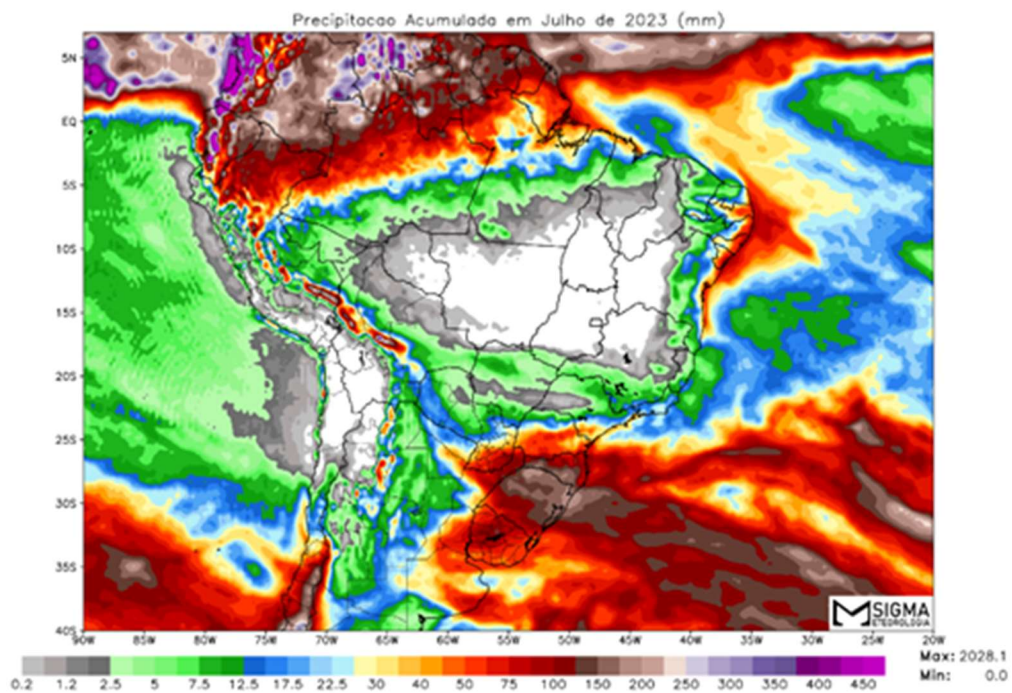 Precipitacao Acumulada em Julho de 2023 (mm)
5N
EQ
5S
10S
15S
20S
25S
30S
35S
40S
SIGMA
METEOROLOGIA
90W 85W 80W 75W 70W 65W 60W 55W 50W 45W 40W 35W 30W 25W 20W
0.2 1.2 2.5 5 7.5 12.5 17.5 22.5 30 40 50 75 100 150 200 250 300 350 400 450
Max: 2028.1
Min: 0.0